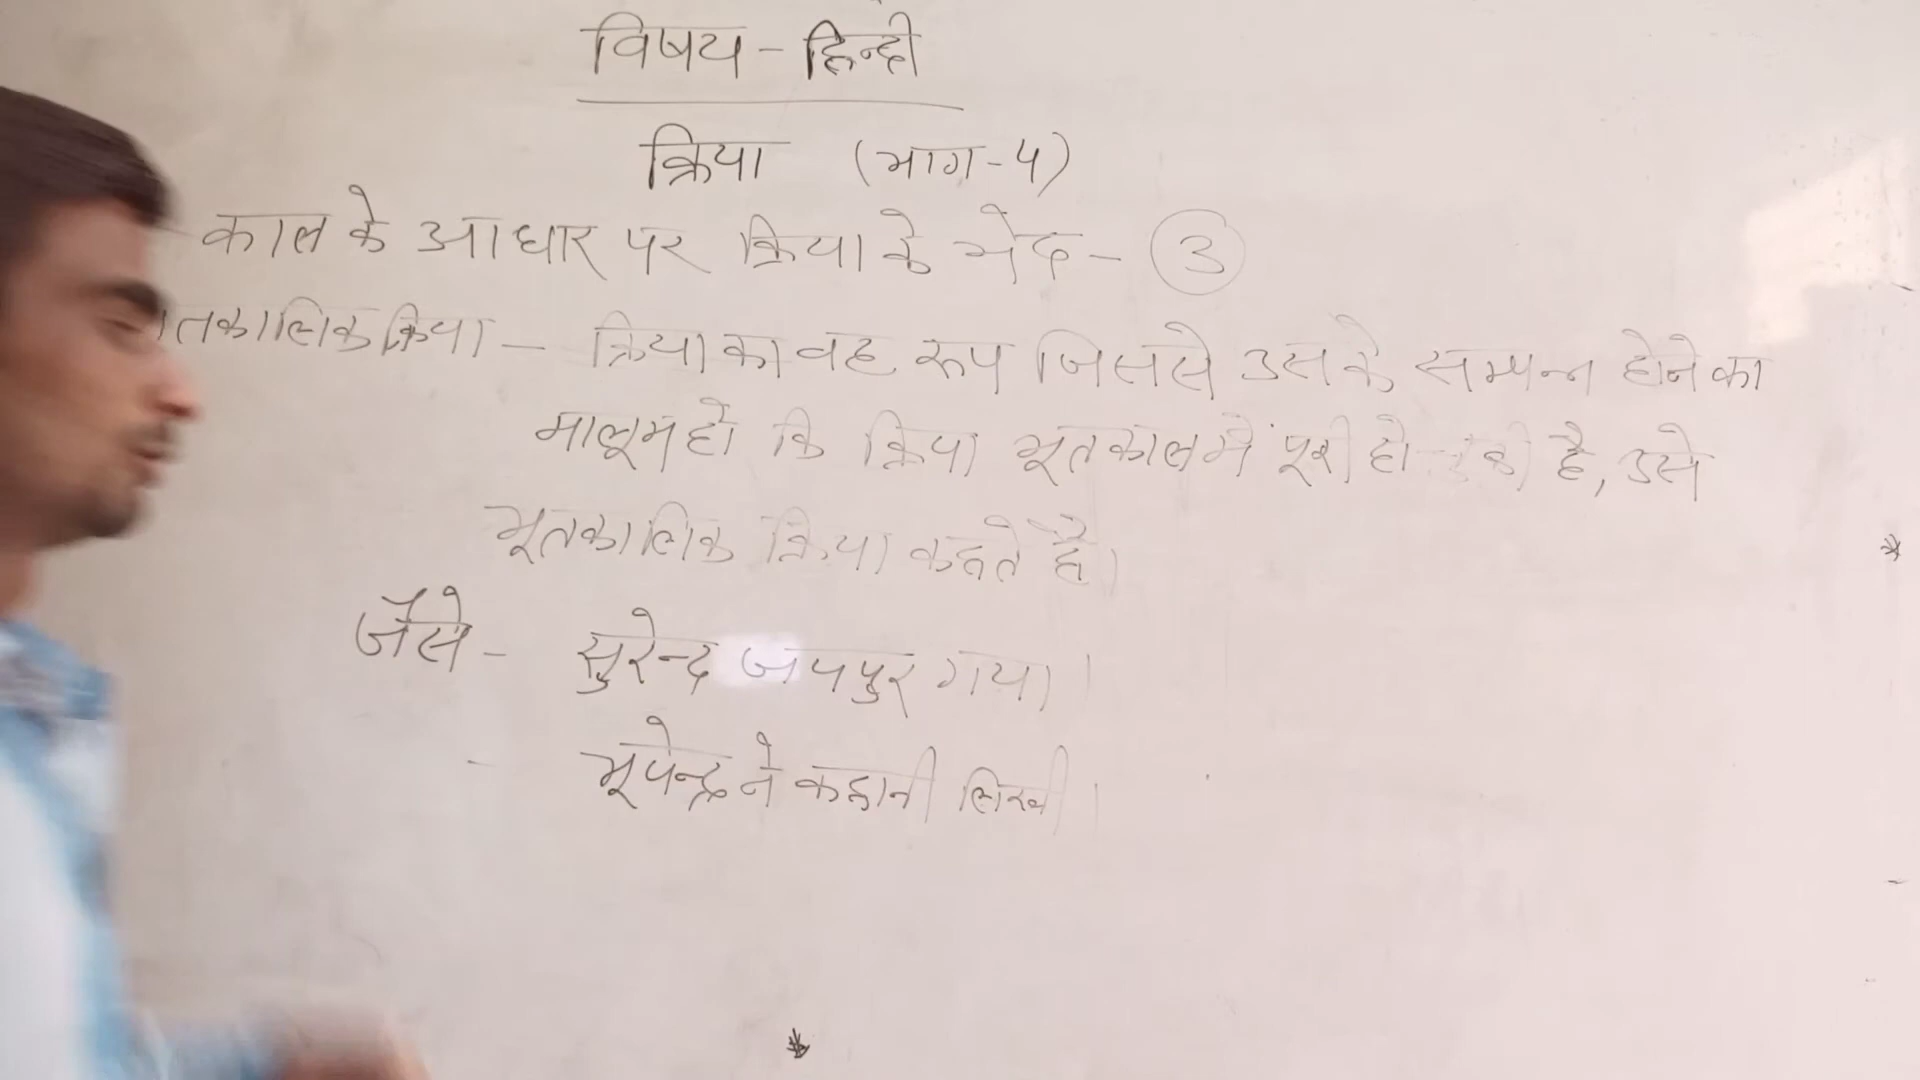 विषय - हिन्दी
क्रिया (भाग-4)
काल के आधार पर क्रिया के भेद - 3
तकालिक क्रिया - क्रिया का वह रूप जिससे उसके सम्पन्न होने का
मालूम हो कि क्रिया भूतकाल में पूरी हो है, उसे
भूतकालिक क्रिया कहते है।
जैसे - सुरेन्द्र जयपुर गया।
- भूपेन्द्र ने कहानी लिखी।